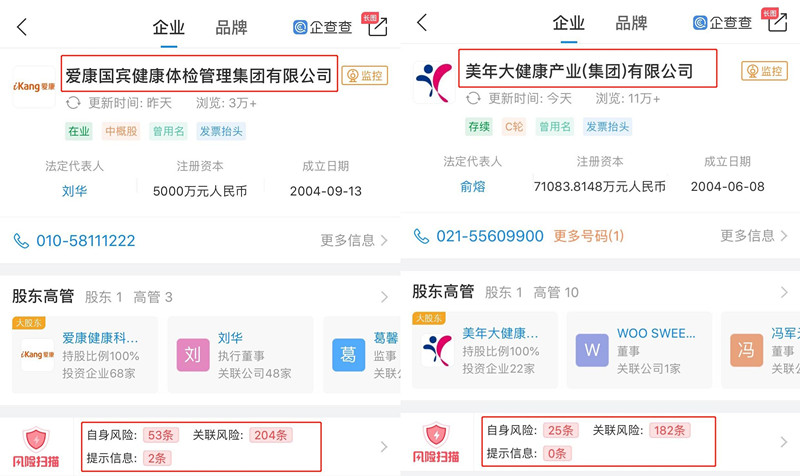 企业
品牌
企查查
长图
爱康国宾健康体检管理集团有限公司
监控
iKang爱康
更新时间: 昨天
浏览: 3万+
在业
中概股
曾用名
发票抬头
法定代表人
注册资本
成立日期
刘华
5000万元人民币
2004-09-13
010-58111222
更多信息
股东高管
股东 1
高管 3
大股东
iKang爱康
爱康健康科...
持股比例100%
投资企业68家
刘
刘华
执行董事
关联公司48家
葛
葛馨
监事
关联公
风险扫描
自身风险: 53条
关联风险: 204条
提示信息: 2条
企业
品牌
企查查
长图
美年大健康产业(集团)有限公司
监控
更新时间: 今天
浏览: 11万+
存续
C轮
曾用名
发票抬头
法定代表人
注册资本
成立日期
俞熔
71083.8148万元人民币
2004-06-08
021-55609900
更多号码(1)
更多信息
股东高管
股东 1
高管 10
大股东
美年大健康...
持股比例100%
投资企业22家
W
WOO SWEE...
董事
关联公司1家
冯
冯军
董事
关联公
风险扫描
自身风险: 25条
关联风险: 182条
提示信息: 0条